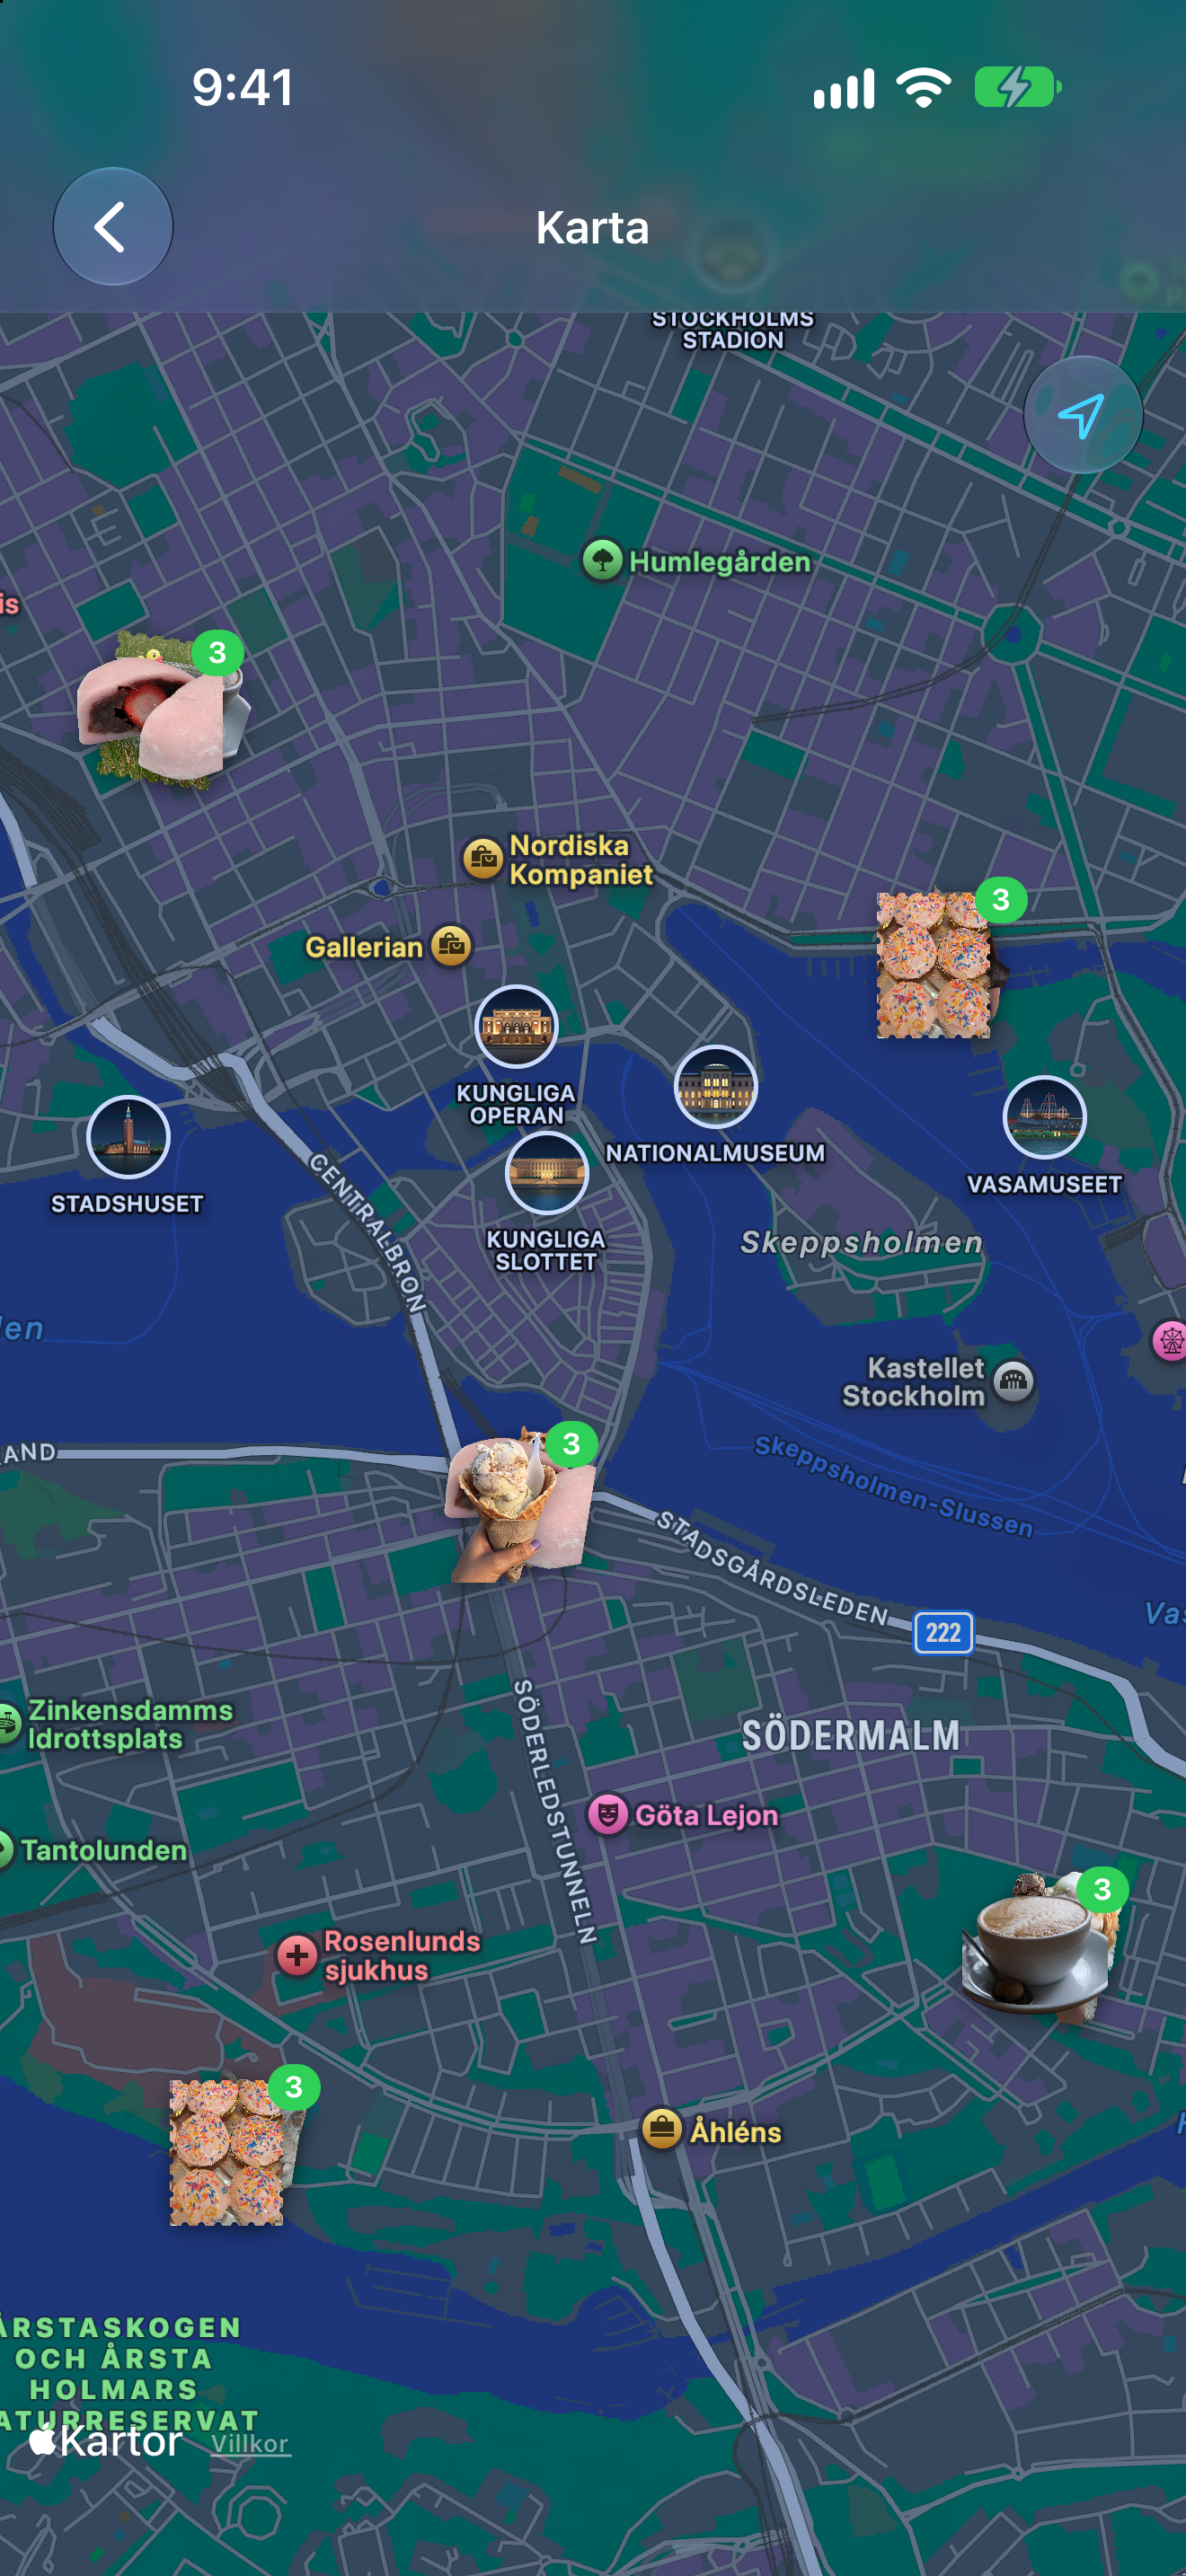 9:41
Karta
STOCKHOLMS
STADION
Humlegården
is
3
Nordiska
Kompaniet
3
Gallerian
KUNGLIGA
OPERAN
NATIONALMUSEUM
VASAMUSEET
STADSHUSET
CENTRALBRON
KUNGLIGA
SLOTTET
Skeppsholmen
len
Kastellet
Stockholm
3
AND
Skeppsholmen-Slussen
STADSGÅRDSLEDEN
222
Vas
Zinkensdamms
Idrottsplats
SÖDERMALM
SÖDERLEDSTUNNELN
Göta Lejon
Tantolunden
3
Rosenlunds
sjukhus
3
Åhléns
ÅRSTASKOGEN
OCH ÅRSTA
HOLMARS
ATURRESERVAT
Kartor
Villkor